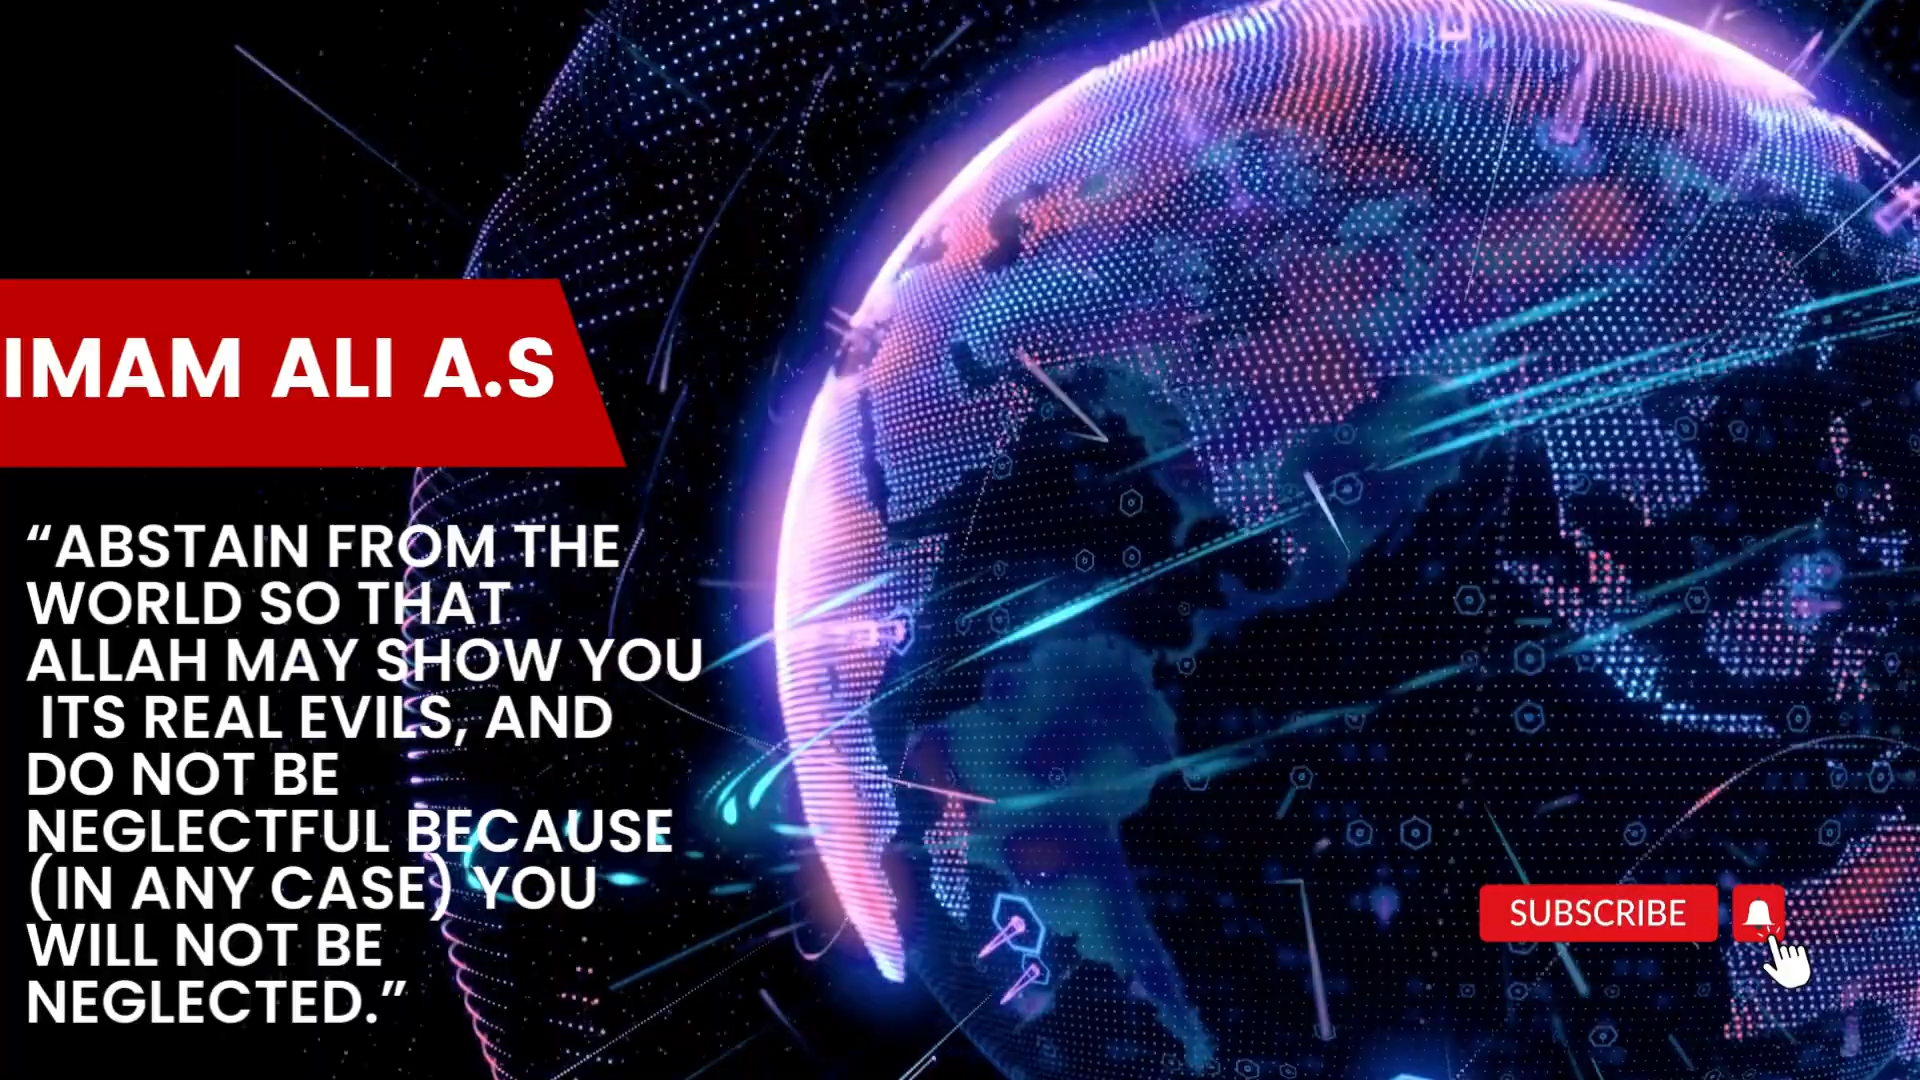 IMAM ALI A.S
“ABSTAIN FROM THE
WORLD SO THAT
ALLAH MAY SHOW YOU
ITS REAL EVILS, AND
DO NOT BE
NEGLECTFUL BECAUSE
(IN ANY CASE) YOU
WILL NOT BE
NEGLECTED.”
SUBSCRIBE